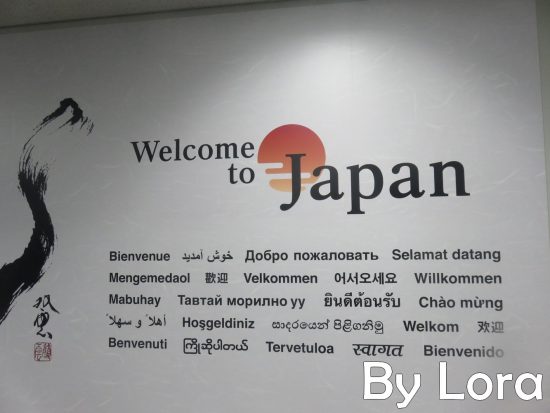 Welcome
to Japan
Bienvenue خوش آمدید Добро пожаловать Selamat datang
Mengemedaol 歡迎 Velkommen 어서오세요 Willkommen
Mabuhay Тавтай морилно уу ยินดีต้อนรับ Chào mừng
أهلاً و سهلاً Hoşgeldiniz සාදරයෙන් පිළිගනිමු Welkom 欢迎
Benvenuti ကြိုဆိုပါတယ် Tervetuloa स्वागत Bienvenido
By Lora